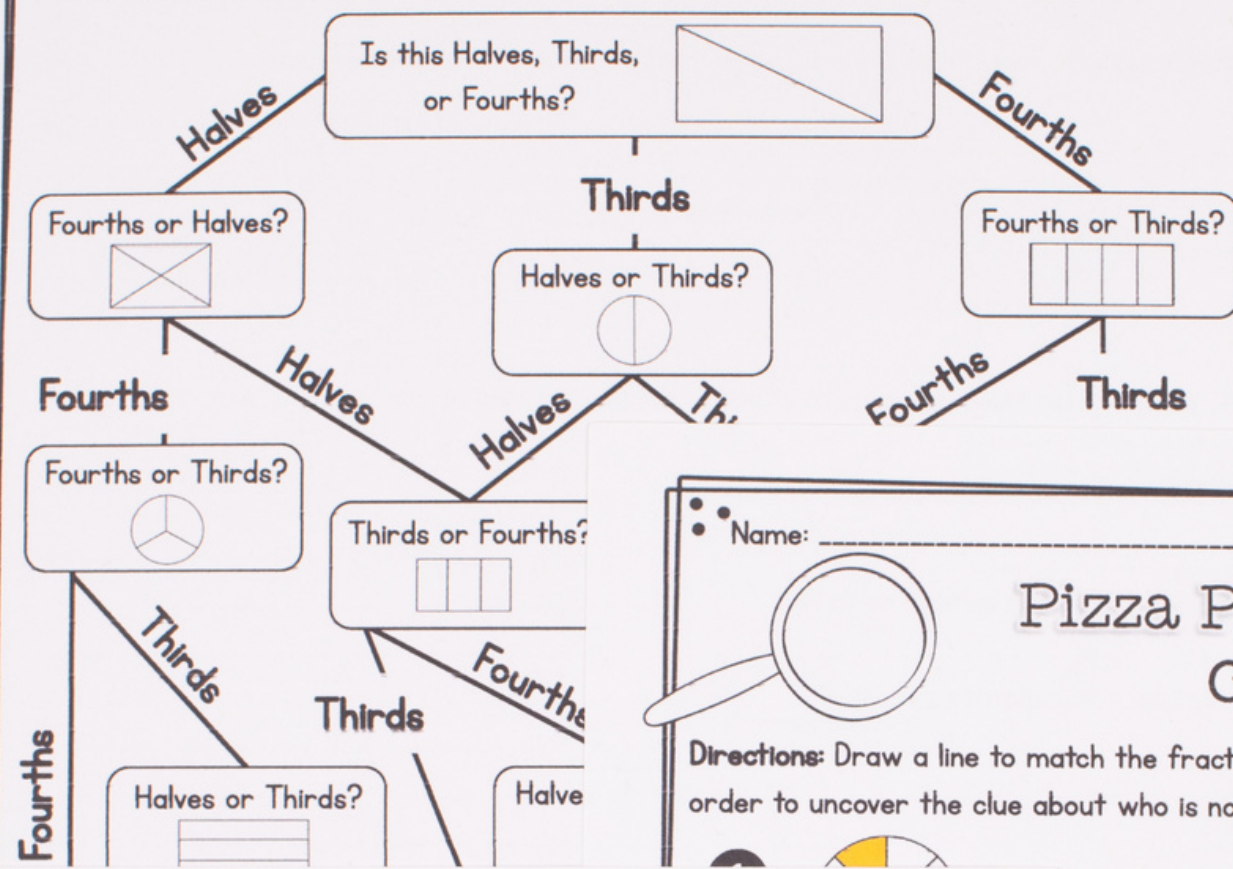 Is this Halves, Thirds,
or Fourths?
Halves
Fourths
Thirds
Fourths or Halves?
Halves or Thirds?
Fourths or Thirds?
Fourths
Halves
Halves
Fourths
Thirds
Fourths or Thirds?
Thirds or Fourths?
Thirds
Fourths
Thirds
Fourths
Halves or Thirds?
Name:
Pizza
Directions: Draw a line to match the
order to uncover the clue about who is